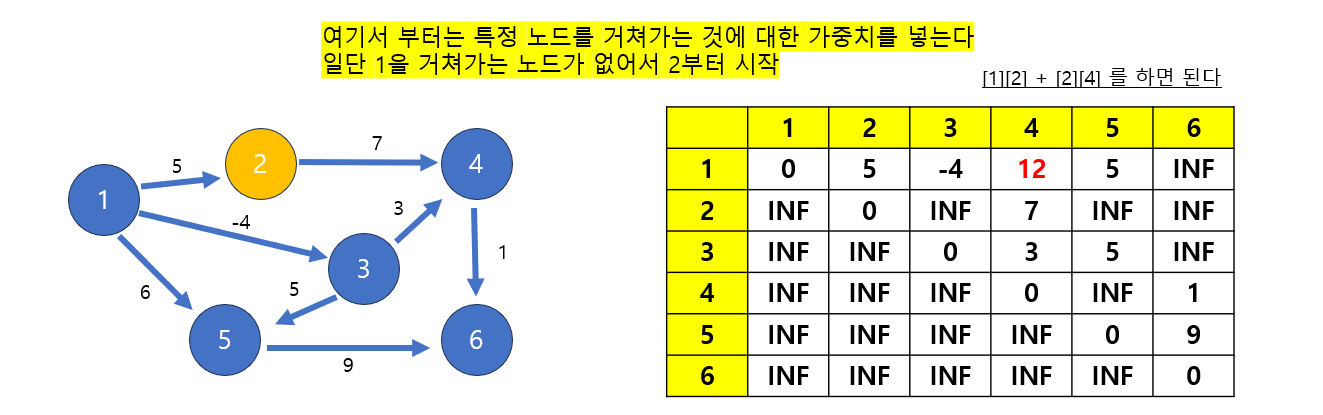 여기서 부터는 특정 노드를 거쳐가는 것에 대한 가중치를 넣는다
일단 1을 거쳐가는 노드가 없어서 2부터 시작
[1][2] + [2][4] 를 하면 된다
1
2
3
4
5
6
5
7
-4
3
1
6
5
9
1 2 3 4 5 6
1 0 5 -4 12 5 INF
2 INF 0 INF 7 INF INF
3 INF INF 0 3 5 INF
4 INF INF INF 0 INF 1
5 INF INF INF INF 0 9
6 INF INF INF INF INF 0